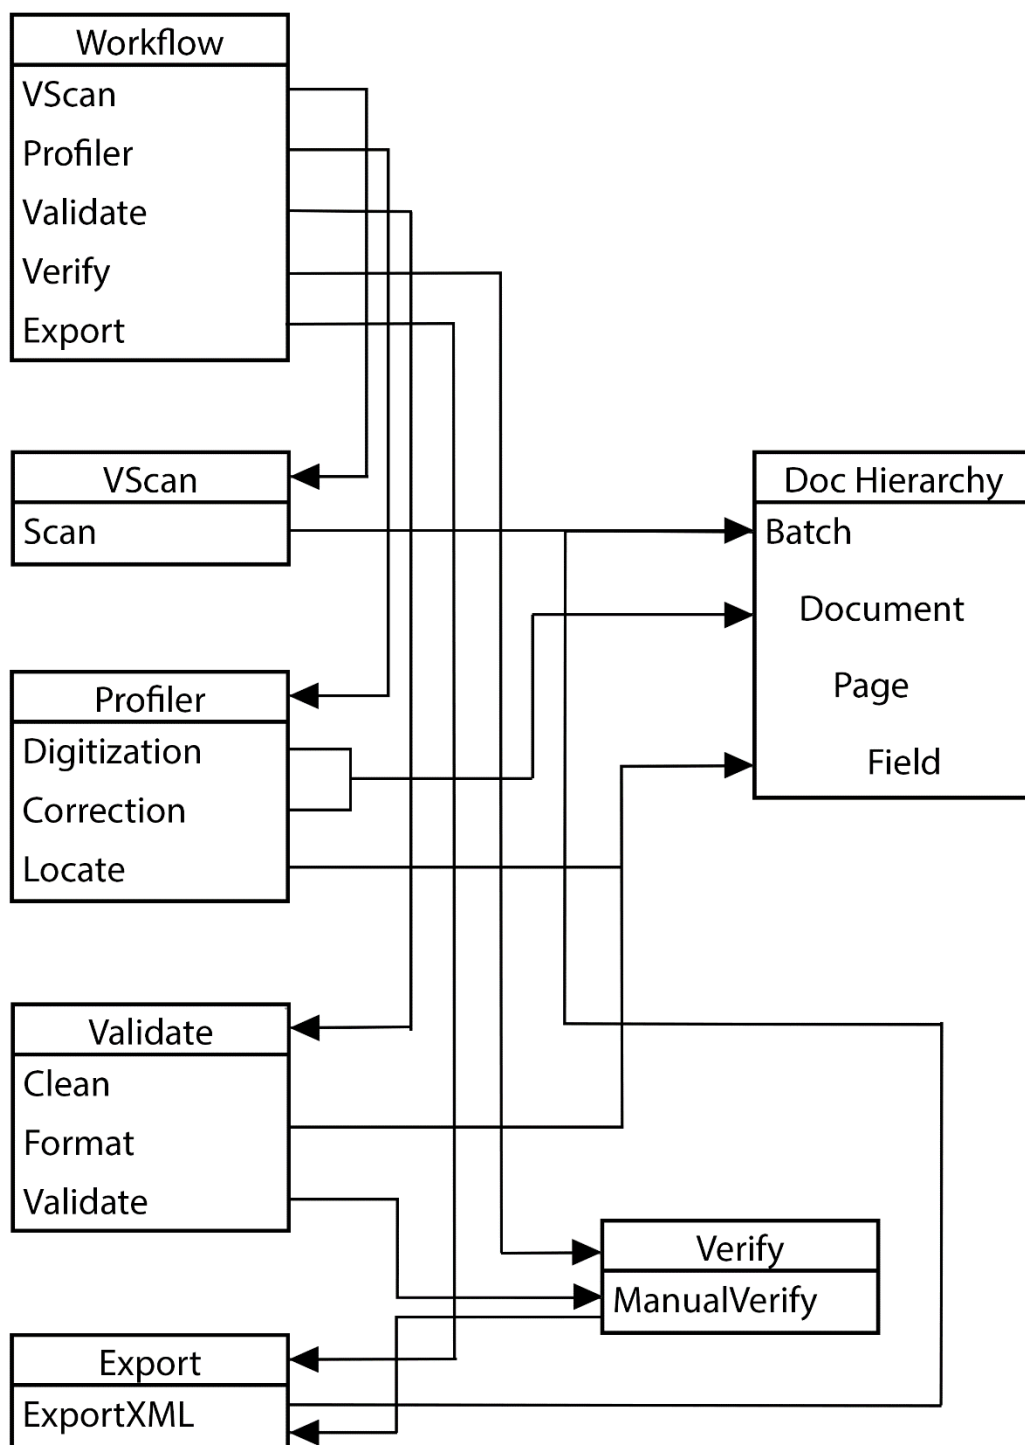 Workflow
VScan
Profiler
Validate
Verify
Export
VScan
Scan
Doc Hierarchy
Batch
Document
Page
Field
Profiler
Digitization
Correction
Locate
Validate
Clean
Format
Validate
Verify
ManualVerify
Export
ExportXML